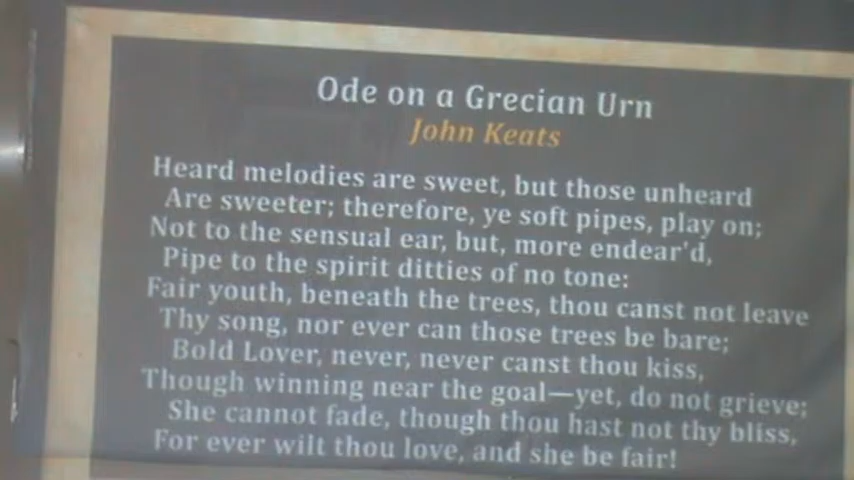 Ode on a Grecian Urn
John Keats
Heard melodies are sweet, but those unheard
Are sweeter; therefore, ye soft pipes, play on;
Not to the sensual ear, but, more endear'd,
Pipe to the spirit ditties of no tone:
Fair youth, beneath the trees, thou canst not leave
Thy song, nor ever can those trees be bare;
Bold Lover, never, never canst thou kiss,
Though winning near the goal—yet, do not grieve;
She cannot fade, though thou hast not thy bliss,
For ever wilt thou love, and she be fair!